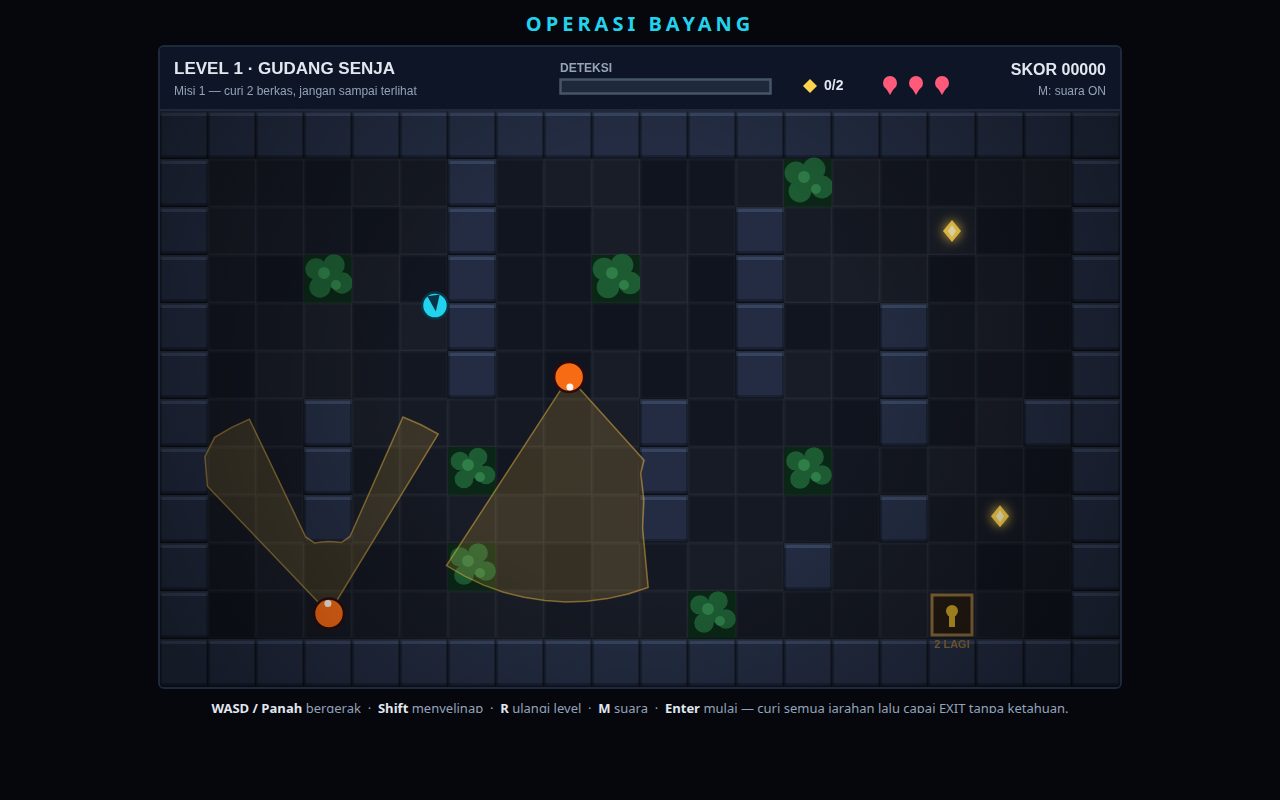 OPERASI BAYANG
LEVEL 1 · GUDANG SENJA
Misi 1 — curi 2 berkas, jangan sampai terlihat
DETEKSI
0/2
SKOR 00000
M: suara ON
2 LAGI
WASD / Panah bergerak · Shift menyelinap · R ulangi level · M suara · Enter mulai — curi semua jarahan lalu capai EXIT tanpa ketahuan.